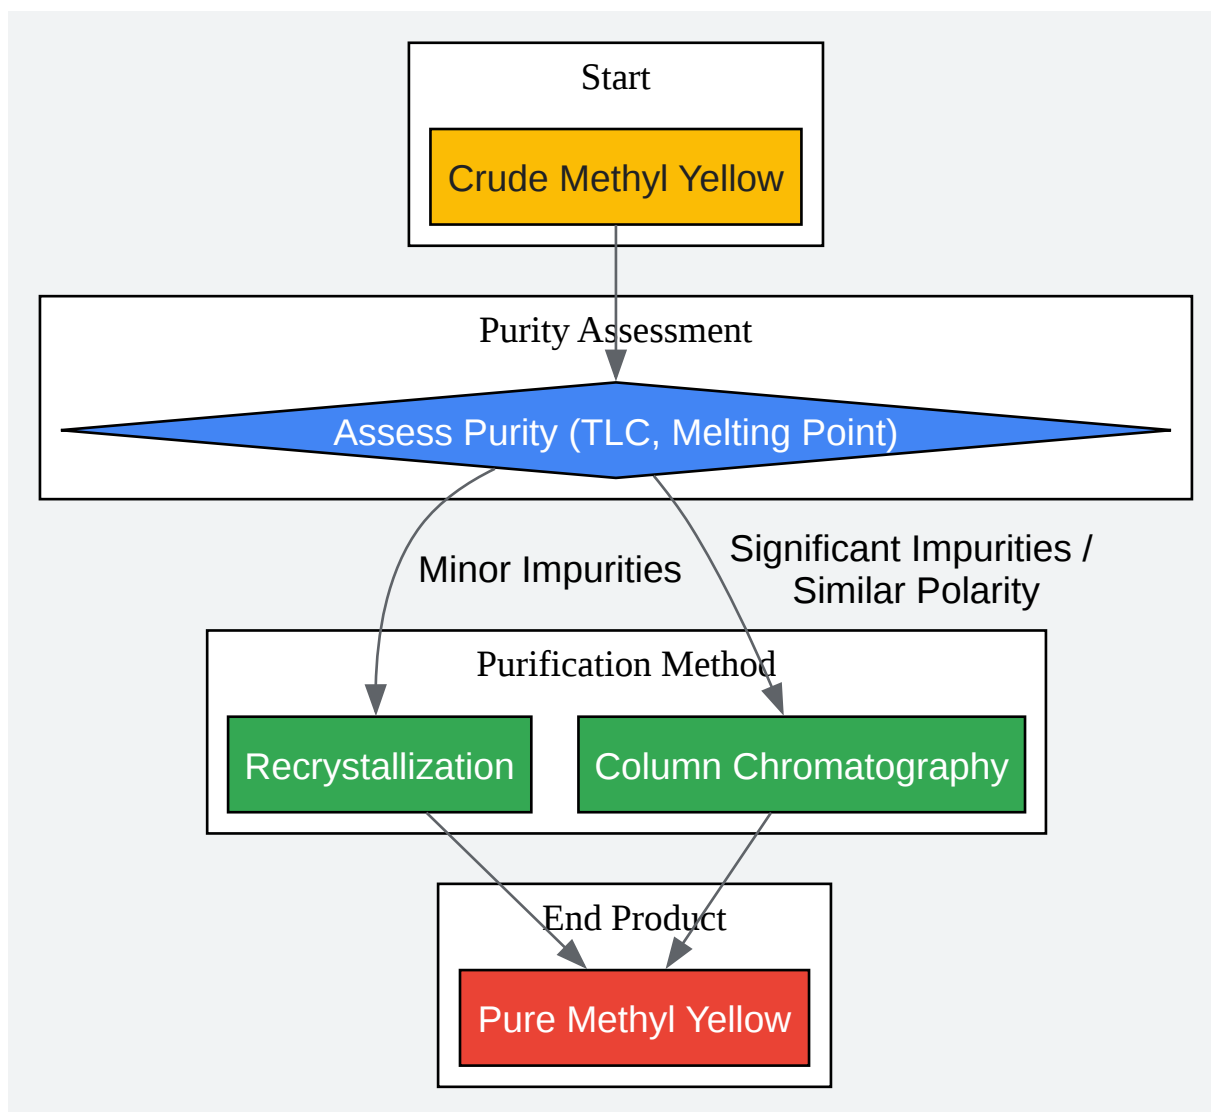 Start
Crude Methyl Yellow
Purity Assessment
Assess Purity (TLC, Melting Point)
Minor Impurities
Significant Impurities /
Similar Polarity
Purification Method
Recrystallization
Column Chromatography
End Product
Pure Methyl Yellow